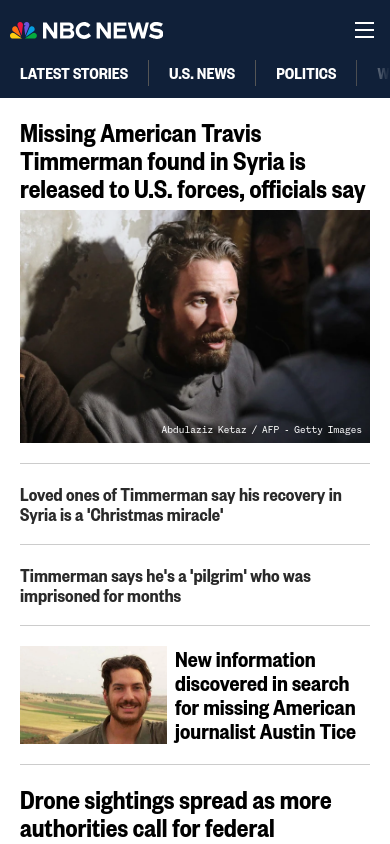 NBC NEWS
LATEST STORIES
U.S. NEWS
POLITICS
Missing American Travis
Timmerman found in Syria is
released to U.S. forces, officials say
Abdulaziz Ketaz / AFP - Getty Images
Loved ones of Timmerman say his recovery in
Syria is a 'Christmas miracle'
Timmerman says he's a 'pilgrim' who was
imprisoned for months
New information
discovered in search
for missing American
journalist Austin Tice
Drone sightings spread as more
authorities call for federal